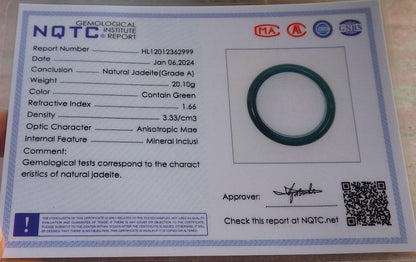 NQTC GEMOLOGICAL
INSTITUTE
REPORT
Report Number HL12012362999
Date Jan 06,2024
Conclusion Natural Jadeite(Grade A)
Weight 20.10g
Color Contain Green
Refractive Index 1.66
Density 3.33/cm3
Optic Character Anisotropic Mae
Internal Feature Mineral Inclusi
Comment:
Gemological tests correspond to the charact
eristics of natural jadeite.
MA
Approver:
Check this report at NQTC.net